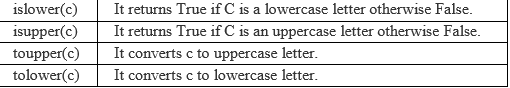 islower(c) It returns True if C is a lowercase letter otherwise False.
isupper(c) It returns True if C is an uppercase letter otherwise False.
toupper(c) It converts c to uppercase letter.
tolower(c) It converts c to lowercase letter.